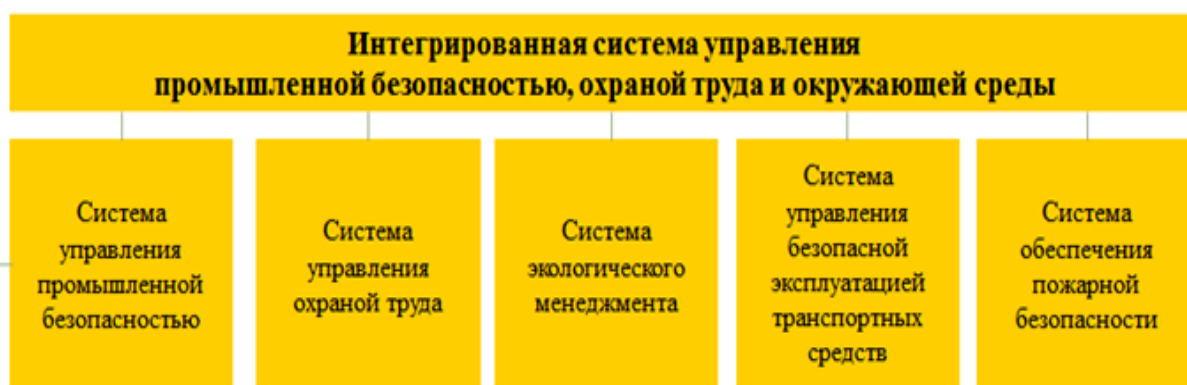 Интегрированная система управления
промышленной безопасностью, охраной труда и окружающей среды
Система
управления
промышленной
безопасностью
Система
управления
охраной труда
Система
экологического
менеджмента
Система
управления
безопасной
эксплуатацией
транспортных
средств
Система
обеспечения
пожарной
безопасности